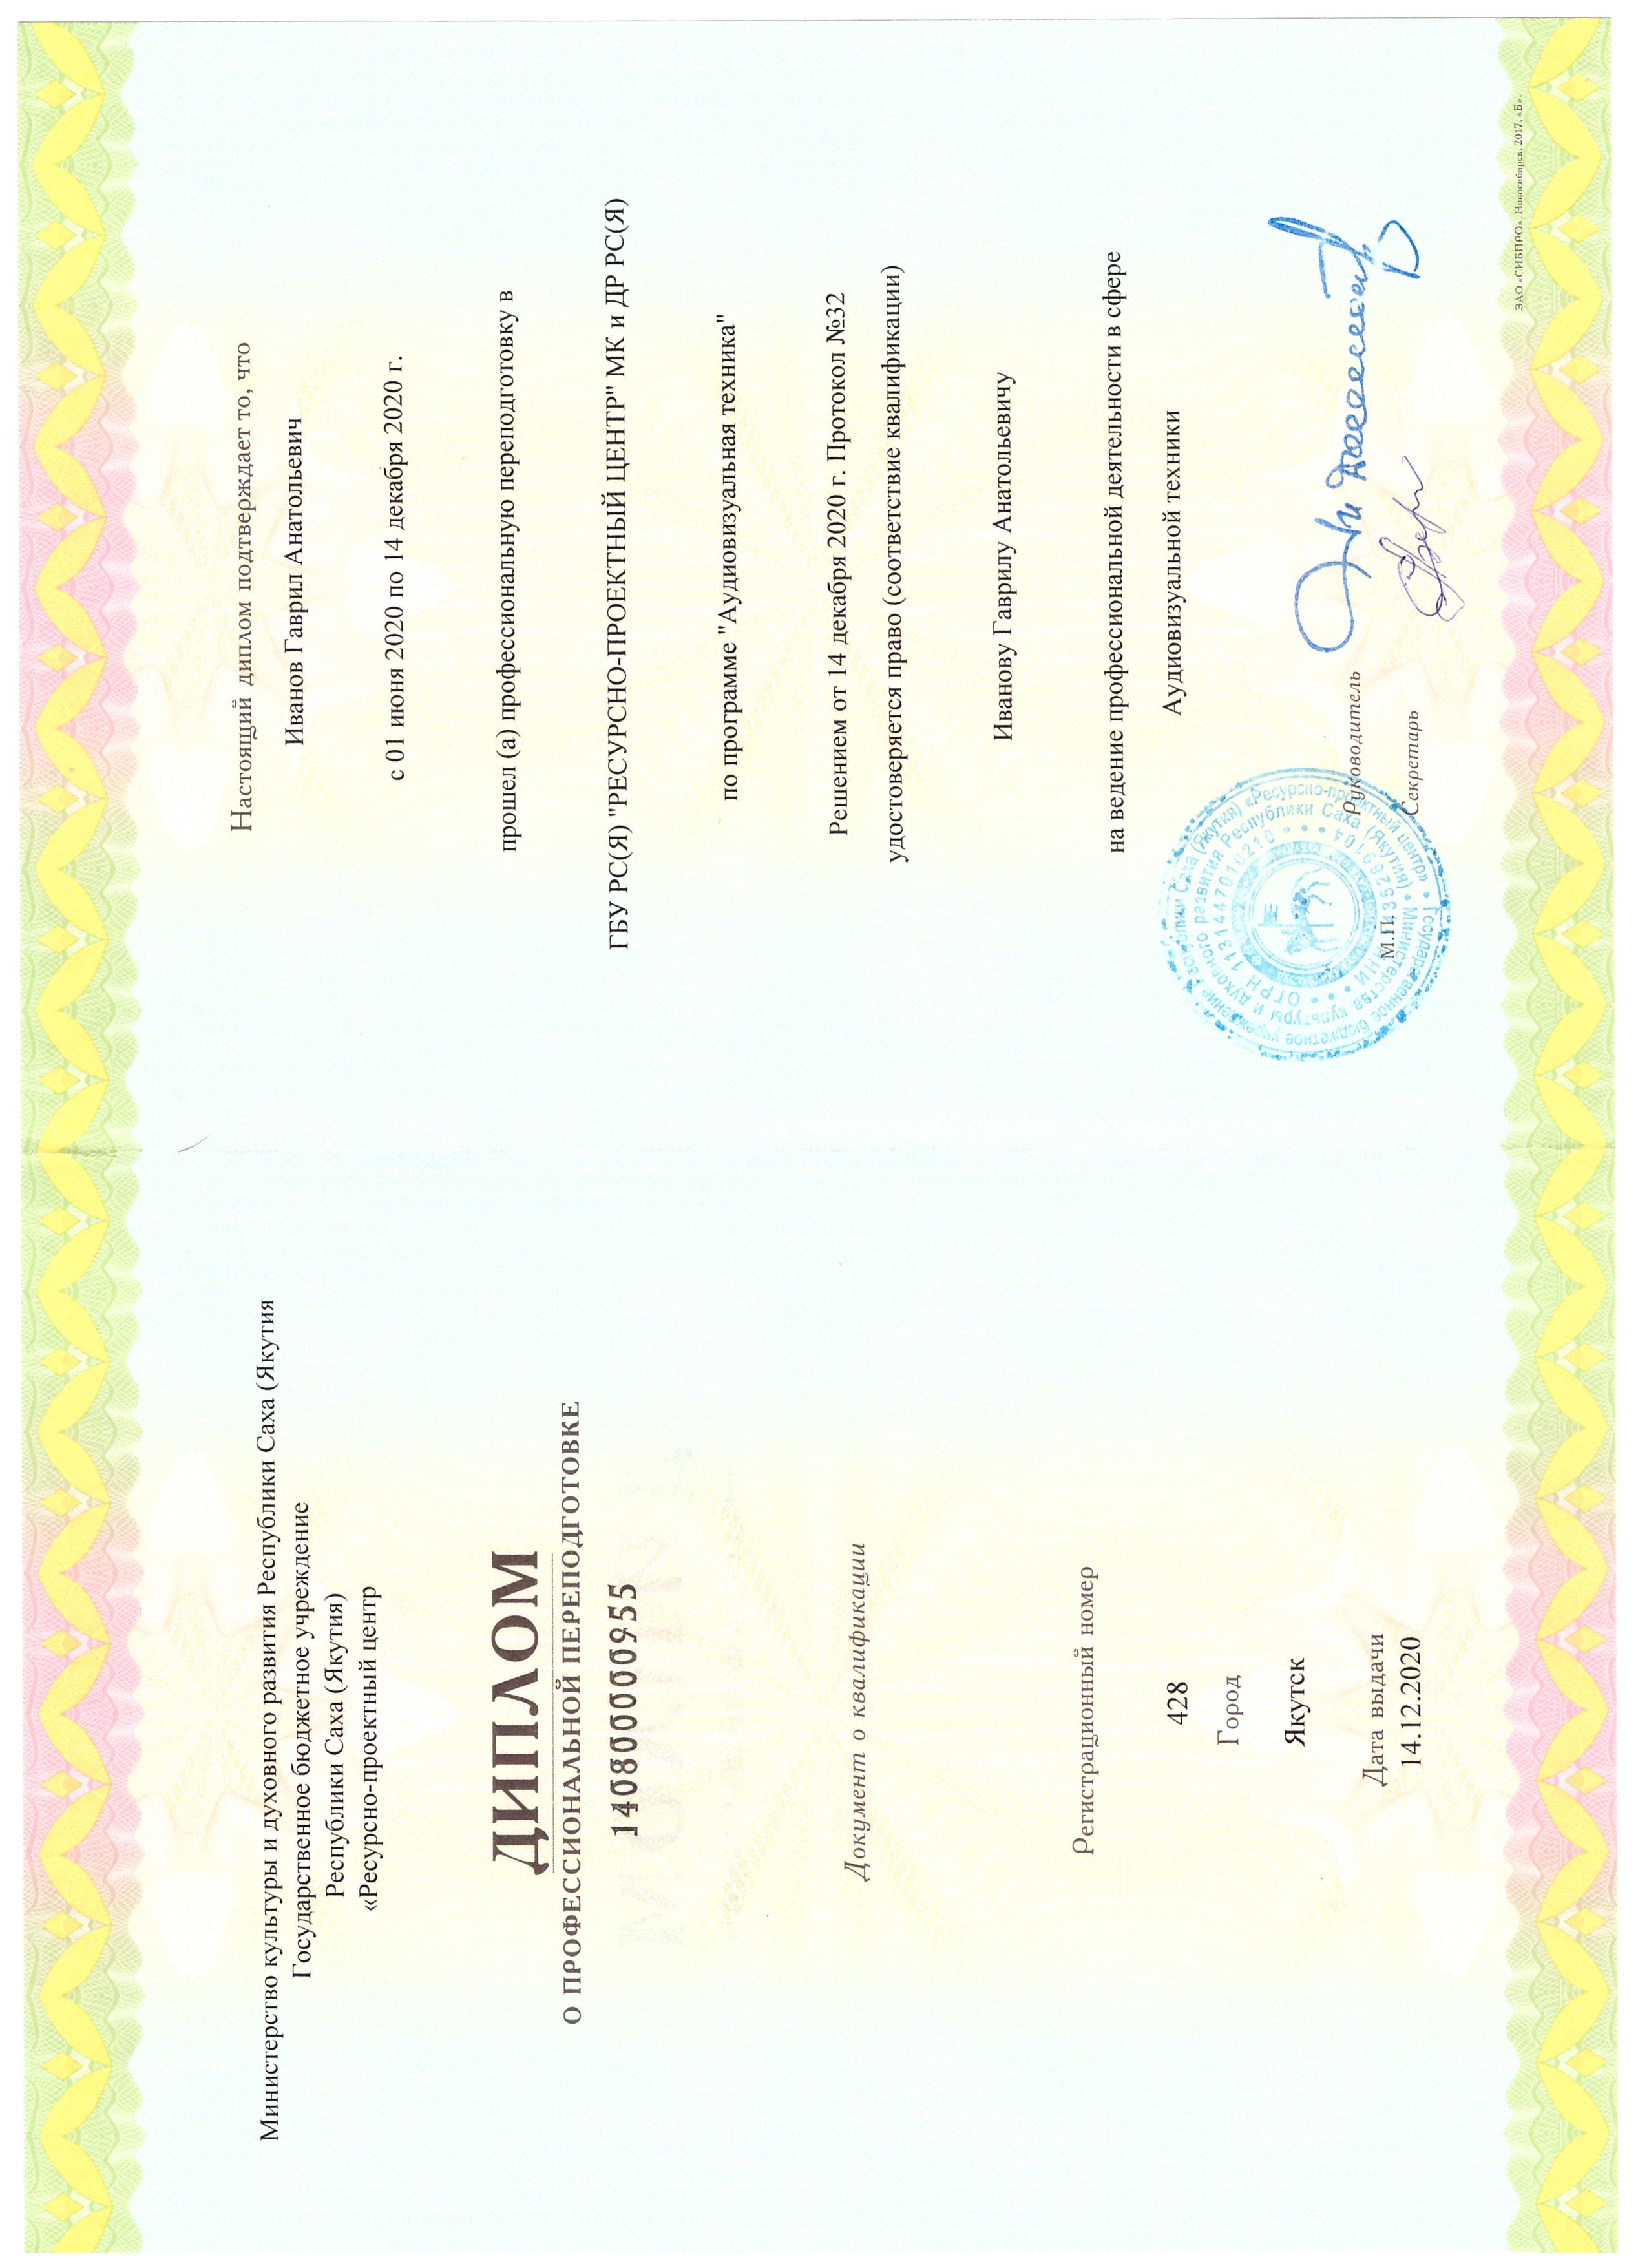 Министерство культуры и духовного развития Республики Саха (Якутия
Государственное бюджетное учреждение
Республики Саха (Якутия)
«Ресурсно-проектный центр
ДИПЛОМ
О ПРОФЕССИОНАЛЬНОЙ ПЕРЕПОДГОТОВКЕ
140800000955
Документ о квалификации
Регистрационный номер
428
Город
Якутск
Дата выдачи
14.12.2020
Настоящий диплом подтверждает то, что
Иванов Гаврил Анатольевич
с 01 июня 2020 по 14 декабря 2020 г.
прошел (а) профессиональную переподготовку в
ГБУ РС(Я) "РЕСУРСНО-ПРОЕКТНЫЙ ЦЕНТР" МК и ДР РС(Я)
по программе "Аудиовизуальная техника"
Решением от 14 декабря 2020 г. Протокол №32
удостоверяется право (соответствие квалификации)
Иванову Гаврилу Анатольевичу
на ведение профессиональной деятельности в сфере
Аудиовизуальной техники
Государственное бюджетное учреждение Республики Саха (Якутия) «Ресурсно-проектный центр»
Министерства культуры и духовного развития Республики Саха (Якутия)
ОГРН 1131447010210
Руководитель
М.П.
Секретарь
ЗАО «СИБПРО», Новосибирск, 2017, «Б».